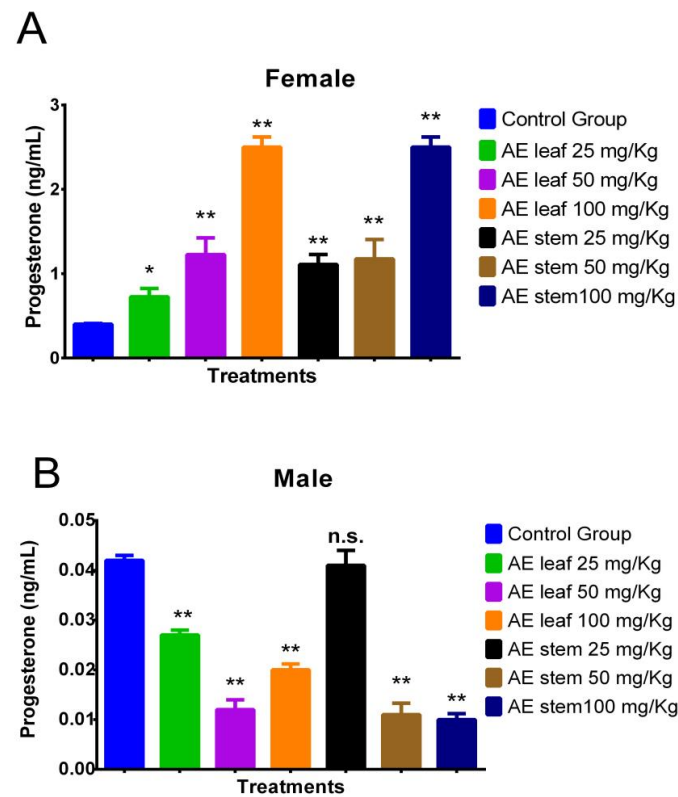 A
Female
Progesterone (ng/mL)
3
2
1
0
*
**
**
**
**
**
Treatments
Control Group
AE leaf 25 mg/Kg
AE leaf 50 mg/Kg
AE leaf 100 mg/Kg
AE stem 25 mg/Kg
AE stem 50 mg/Kg
AE stem100 mg/Kg
B
Male
Progesterone (ng/mL)
0.05
0.04
0.03
0.02
0.01
0.00
**
**
**
n.s.
**
**
Treatments
Control Group
AE leaf 25 mg/Kg
AE leaf 50 mg/Kg
AE leaf 100 mg/Kg
AE stem 25 mg/Kg
AE stem 50 mg/Kg
AE stem100 mg/Kg